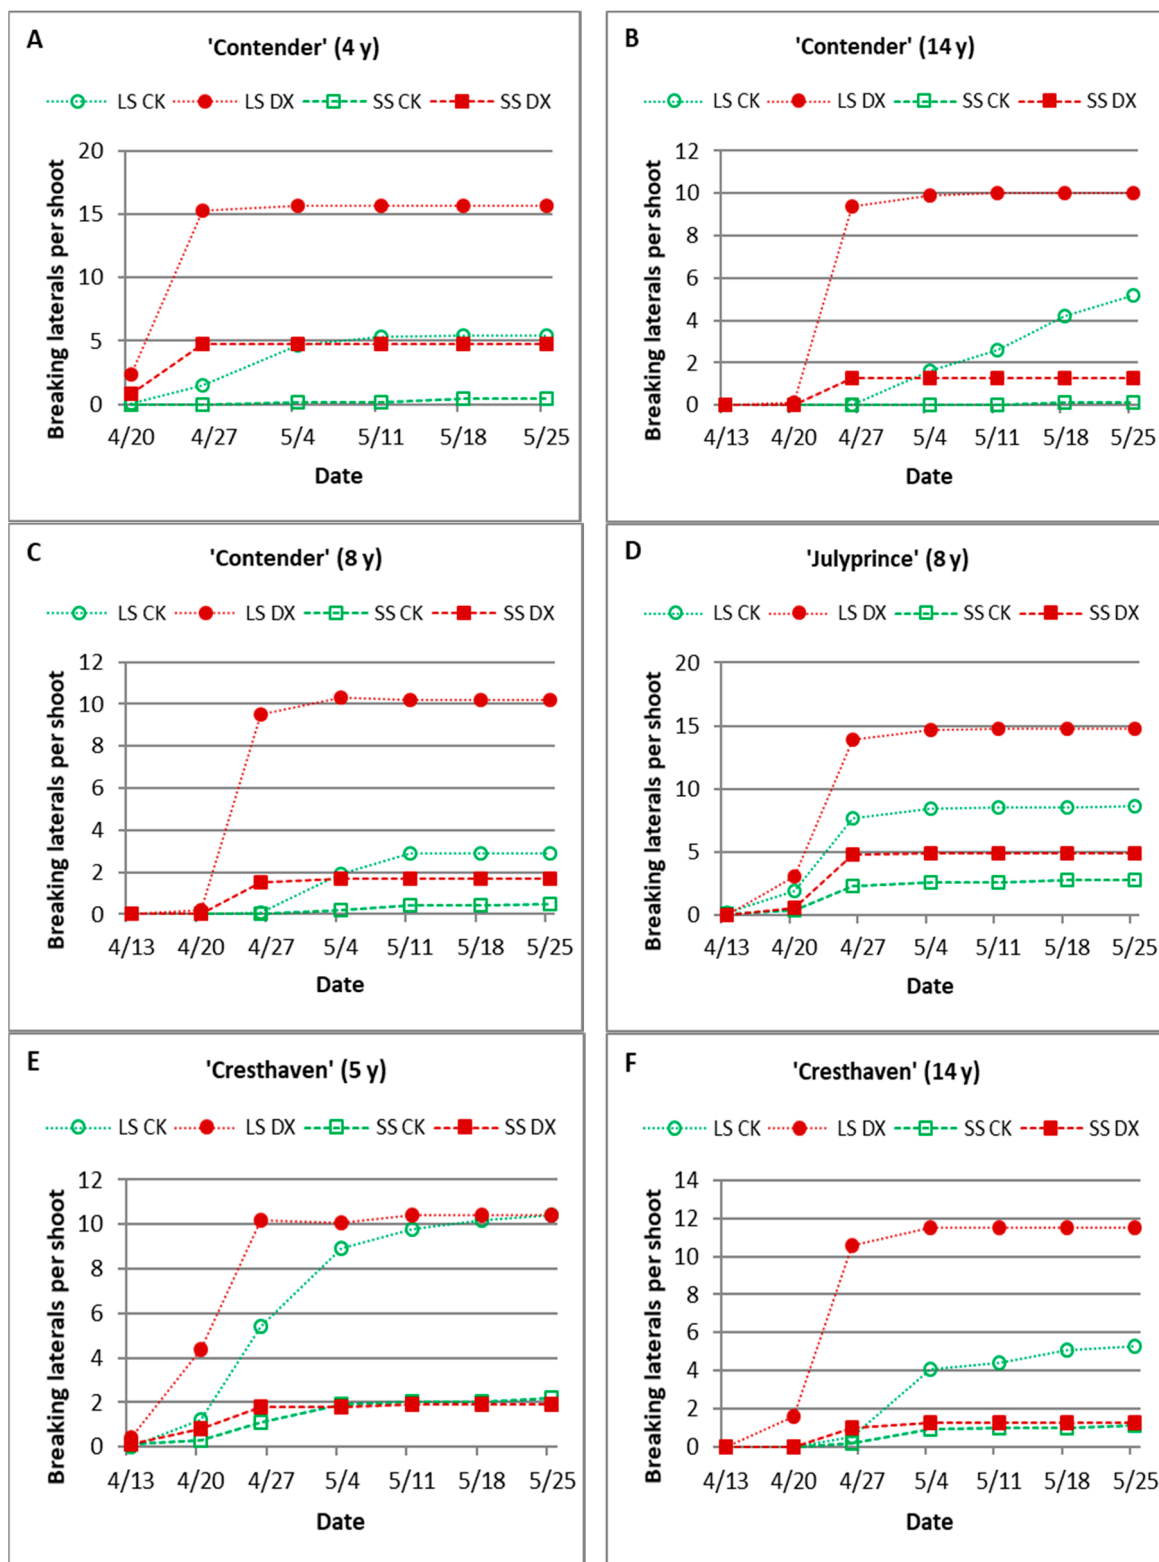 A
'Contender' (4 y)
LS CK LS DX SS CK SS DX
Breaking laterals per shoot
20
15
10
5
0
4/20 4/27 5/4 5/11 5/18 5/25
Date
B
'Contender' (14 y)
LS CK LS DX SS CK SS DX
Breaking laterals per shoot
12
10
8
6
4
2
0
4/13 4/20 4/27 5/4 5/11 5/18 5/25
Date
C
'Contender' (8 y)
LS CK LS DX SS CK SS DX
Breaking laterals per shoot
12
10
8
6
4
2
0
4/13 4/20 4/27 5/4 5/11 5/18 5/25
Date
D
'Julyprince' (8 y)
LS CK LS DX SS CK SS DX
Breaking laterals per shoot
20
15
10
5
0
4/13 4/20 4/27 5/4 5/11 5/18 5/25
Date
E
'Cresthaven' (5 y)
LS CK LS DX SS CK SS DX
Breaking laterals per shoot
12
10
8
6
4
2
0
4/13 4/20 4/27 5/4 5/11 5/18 5/25
Date
F
'Cresthaven' (14 y)
LS CK LS DX SS CK SS DX
Breaking laterals per shoot
14
12
10
8
6
4
2
0
4/13 4/20 4/27 5/4 5/11 5/18 5/25
Date